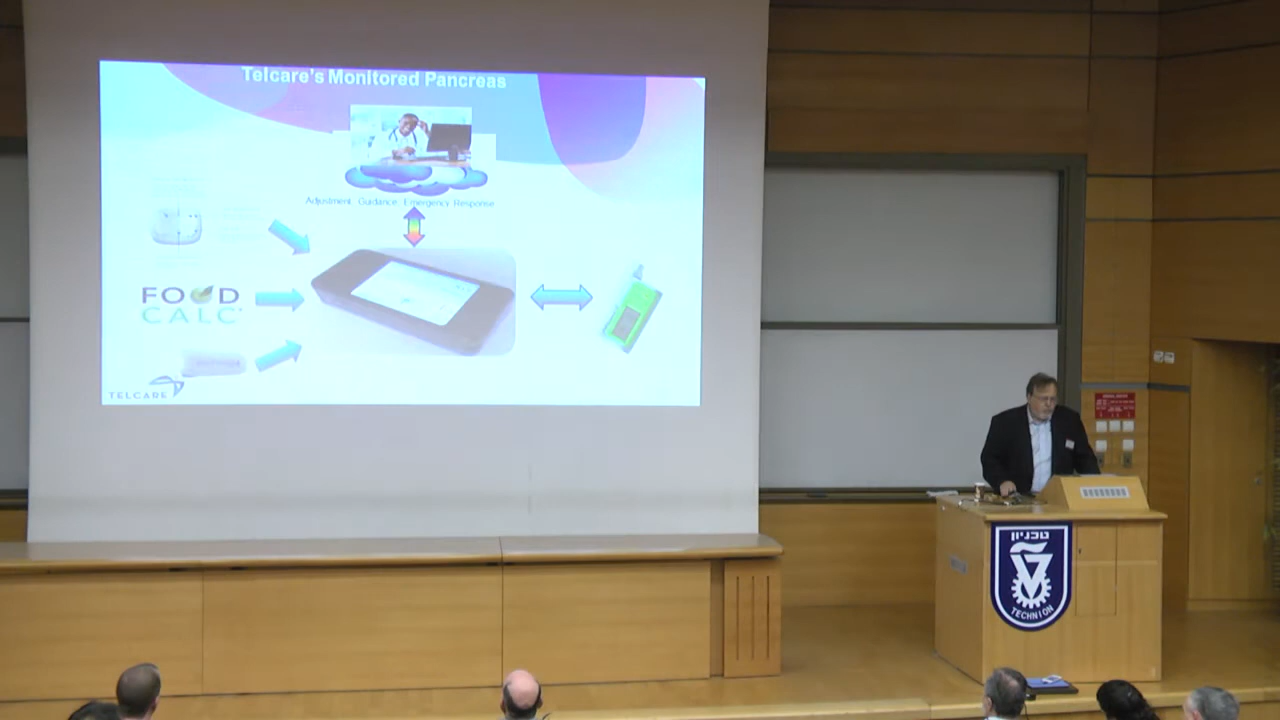 Telcare's Monitored Pancreas
Adjustment, Guidance, Emergency Response
FOOD
CALC
TELCARE
טכניון
TECHNION